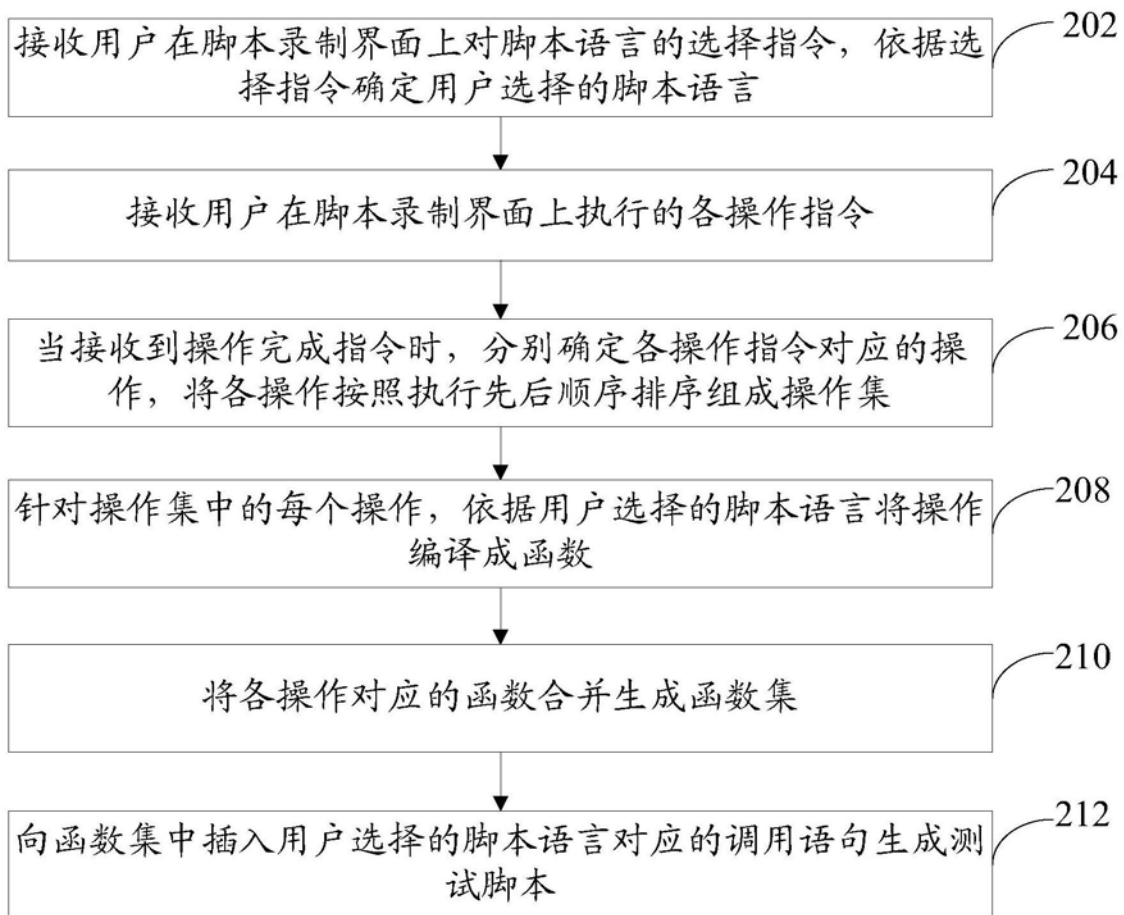 接收用户在脚本录制界面上对脚本语言的选择指令，依据选
择指令确定用户选择的脚本语言
202
接收用户在脚本录制界面上执行的各操作指令
204
当接收到操作完成指令时，分别确定各操作指令对应的操
作，将各操作按照执行先后顺序排序组成操作集
206
针对操作集中的每个操作，依据用户选择的脚本语言将操作
编译成函数
208
将各操作对应的函数合并生成函数集
210
向函数集中插入用户选择的脚本语言对应的调用语句生成测
试脚本
212